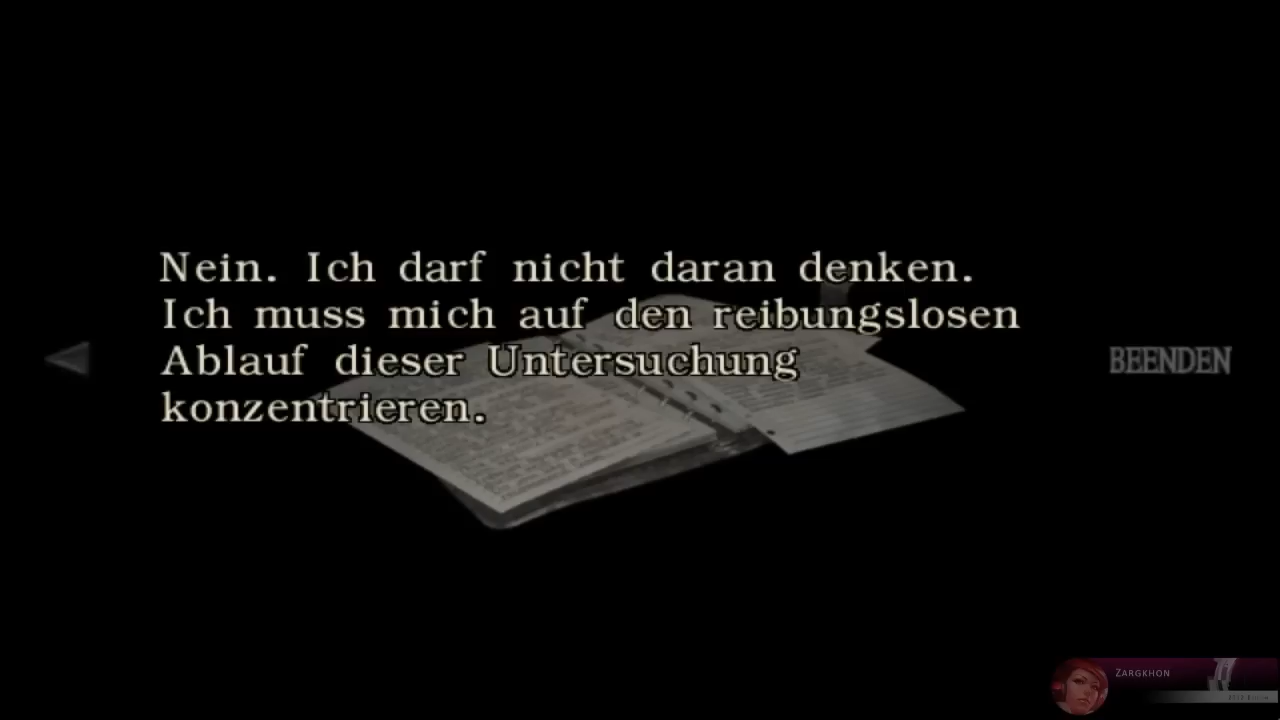 Nein. Ich darf nicht daran denken.
Ich muss mich auf den reibungslosen
Ablauf dieser Untersuchung
konzentrieren.
BEENDEN
ZARGKHON